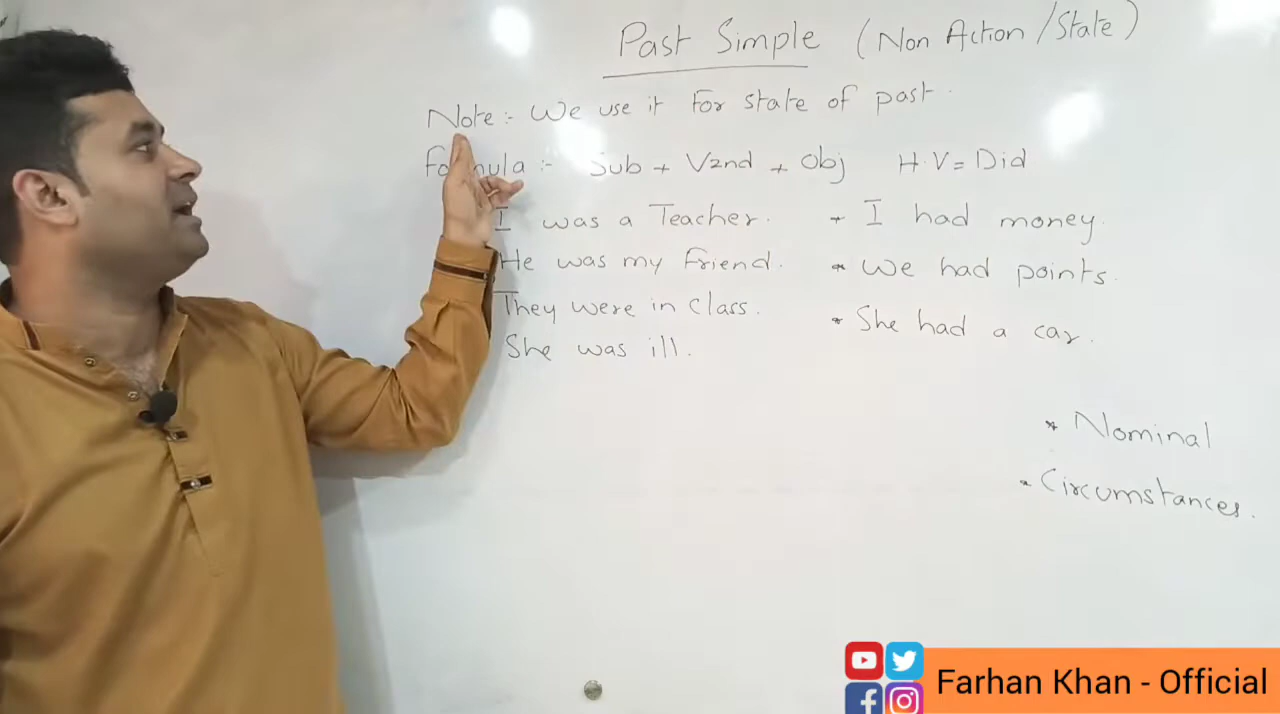 Past Simple (Non Action/State)
Note:- We use it for state of past.
Formula:- Sub + V2nd + Obj H.V = Did
I was a Teacher.
He was my friend.
They were in class.
She was ill.
* I had money.
* We had points.
* She had a car.
* Nominal
* Circumstances.
Farhan Khan - Official